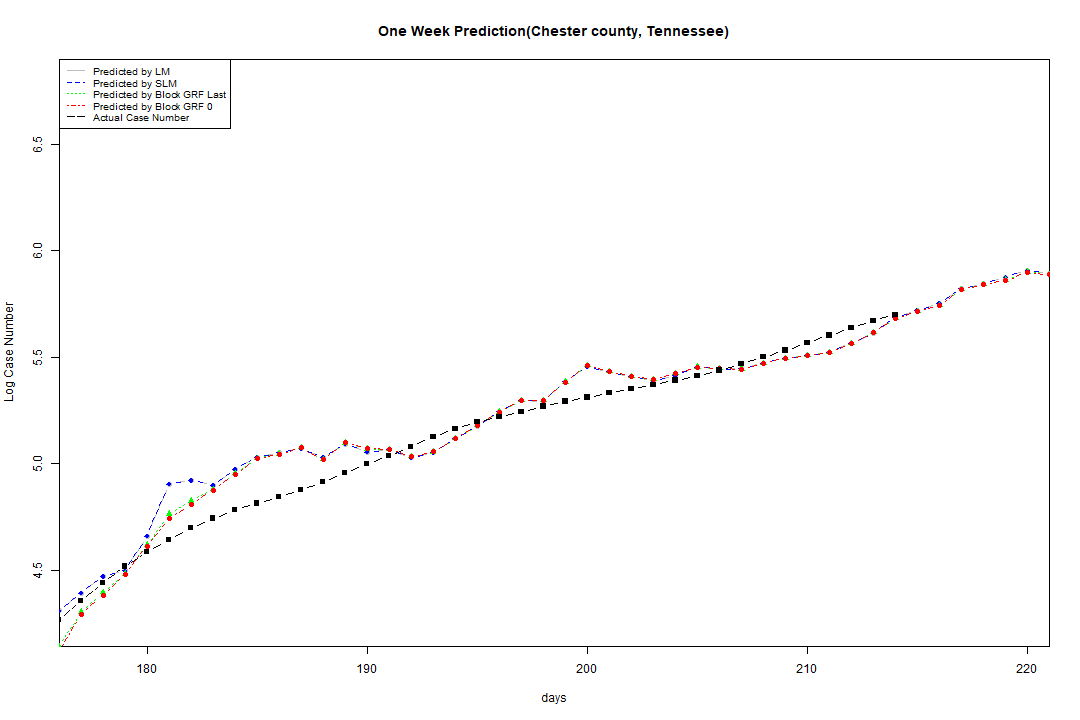 One Week Prediction(Chester county, Tennessee)
Predicted by LM
Predicted by SLM
Predicted by Block GRF Last
Predicted by Block GRF 0
Actual Case Number
6.5
6.0
5.5
5.0
4.5
Log Case Number
180 190 200 210 220
days